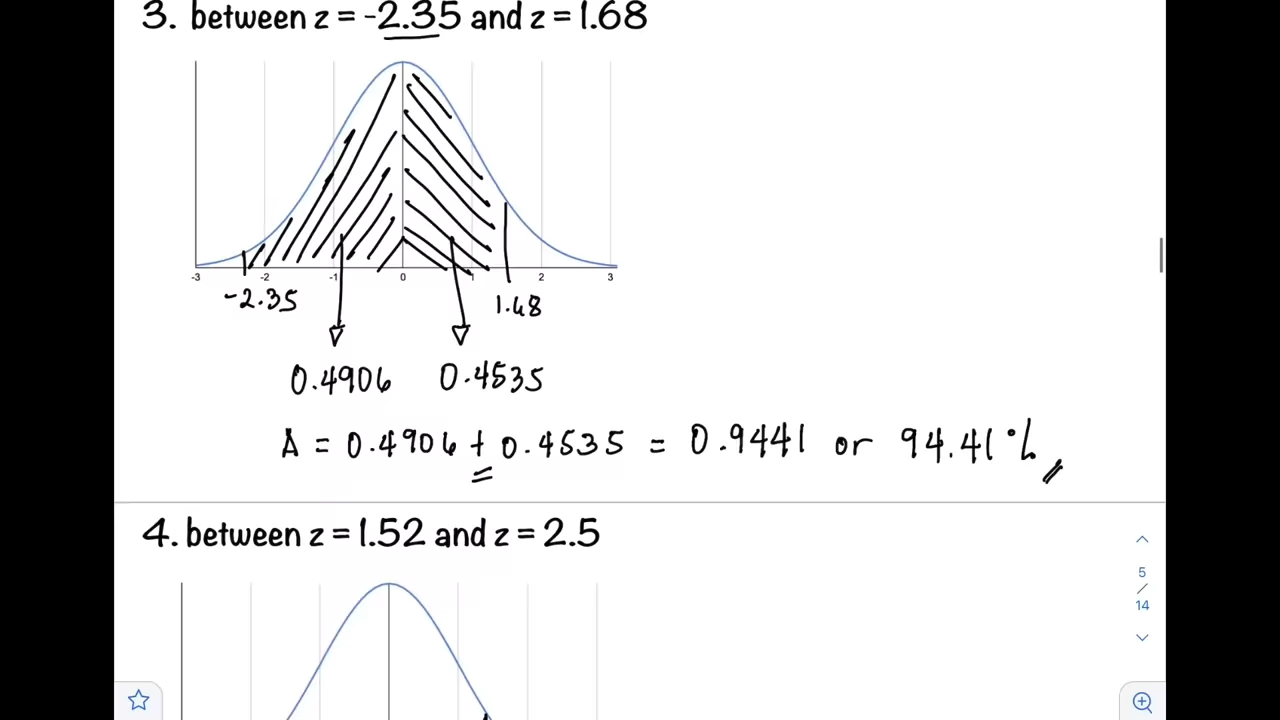 3. between z = -2.35 and z = 1.68
-3 -2 -1 0 1 2 3
-2.35 1.68
0.4906 0.4535
A = 0.4906 + 0.4535 = 0.9441 or 94.41%
4. between z = 1.52 and z = 2.5
5
/
14